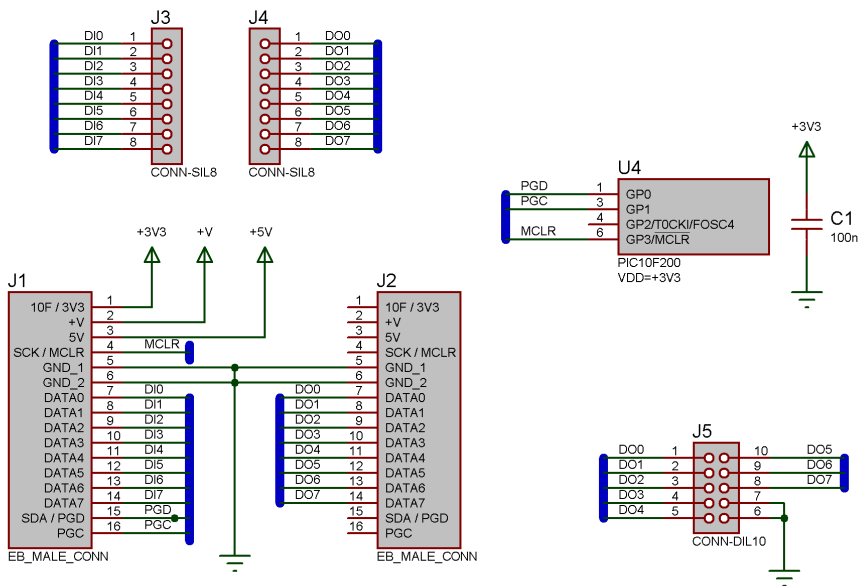 J3 J4
DI0 1 1 DO0
DI1 2 2 DO1
DI2 3 3 DO2
DI3 4 4 DO3
DI4 5 5 DO4
DI5 6 6 DO5
DI6 7 7 DO6
DI7 8 8 DO7
CONN-SIL8 CONN-SIL8
+3V3
U4
PGD 1 GP0
PGC 3 GP1
4 GP2/T0CKI/FOSC4
MCLR 6 GP3/MCLR
PIC10F200
VDD=+3V3
C1
100n
+3V3 +V +5V
J1
10F / 3V3 1
+V 2
5V 3
SCK / MCLR 4 MCLR
GND_1 5
GND_2 6
DATA0 7 DI0
DATA1 8 DI1
DATA2 9 DI2
DATA3 10 DI3
DATA4 11 DI4
DATA5 12 DI5
DATA6 13 DI6
DATA7 14 DI7
SDA / PGD 15 PGD
PGC 16 PGC
EB_MALE_CONN
J2
1 10F / 3V3
2 +V
3 5V
4 SCK / MCLR
5 GND_1
6 GND_2
DO0 7 DATA0
DO1 8 DATA1
DO2 9 DATA2
DO3 10 DATA3
DO4 11 DATA4
DO5 12 DATA5
DO6 13 DATA6
DO7 14 DATA7
15 SDA / PGD
16 PGC
EB_MALE_CONN
J5
DO0 1 10 DO5
DO1 2 9 DO6
DO2 3 8 DO7
DO3 4 7
DO4 5 6
CONN-DIL10